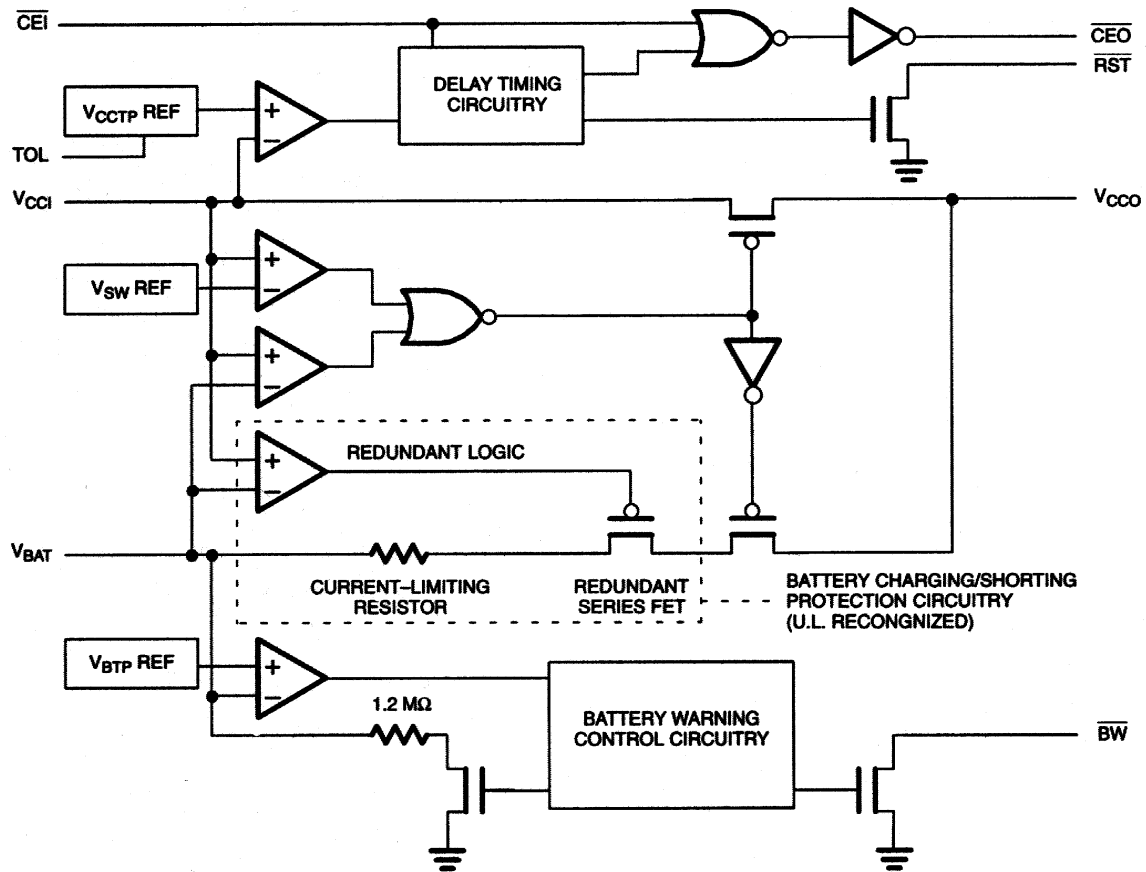 CEI
CEO
RST
DELAY TIMING
CIRCUITRY
VCCTP REF
+
−
TOL
VCCI
VCCO
+
−
VSW REF
+
−
REDUNDANT LOGIC
+
−
VBAT
CURRENT–LIMITING
RESISTOR
REDUNDANT
SERIES FET
BATTERY CHARGING/SHORTING
PROTECTION CIRCUITRY
(U.L. RECONGNIZED)
VBTP REF
+
−
1.2 MΩ
BATTERY WARNING
CONTROL CIRCUITRY
BW